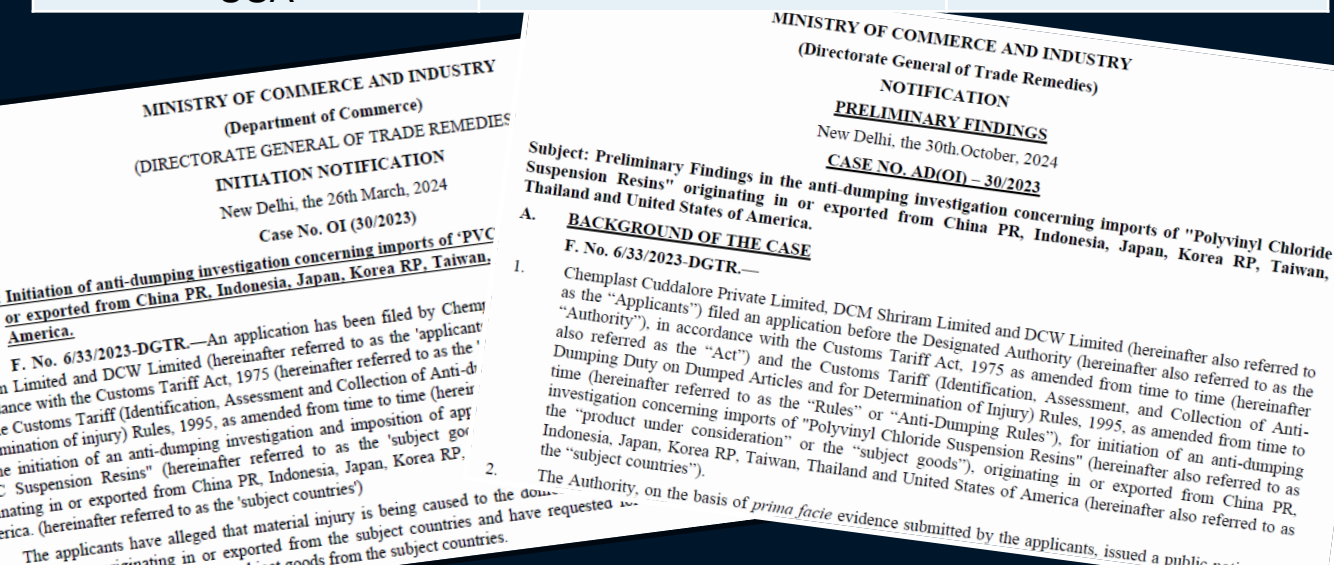 MINISTRY OF COMMERCE AND INDUSTRY
(Department of Commerce)
(DIRECTORATE GENERAL OF TRADE REMEDIES
INITIATION NOTIFICATION
New Delhi, the 26th March, 2024
Case No. OI (30/2023)
Initiation of anti-dumping investigation concerning imports of ‘PVC
or exported from China PR, Indonesia, Japan, Korea RP, Taiwan,
America.
F. No. 6/33/2023-DGTR.—An application has been filed by
Limited and DCW Limited (hereinafter referred to as the 'applicant
with the Customs Tariff Act, 1975 (hereinafter referred to as the '
Customs Tariff (Identification, Assessment and Collection of
of injury) Rules, 1995, as amended from time to time
initiation of an anti-dumping investigation and imposition of
Suspension Resins" (hereinafter referred to as the 'subject
in or exported from China PR, Indonesia, Japan, Korea RP,
(hereinafter referred to as the 'subject countries')
The applicants have alleged that material injury is being caused to the
in or exported from the subject countries and have requested
goods from the subject countries.
MINISTRY OF COMMERCE AND INDUSTRY
(Directorate General of Trade Remedies)
NOTIFICATION
PRELIMINARY FINDINGS
New Delhi, the 30th.October, 2024
CASE NO. AD(OI) – 30/2023
Subject: Preliminary Findings in the anti-dumping investigation concerning imports of "Polyvinyl Chloride
Suspension Resins" originating in or exported from China PR, Indonesia, Japan, Korea RP, Taiwan,
Thailand and United States of America.
A. BACKGROUND OF THE CASE
F. No. 6/33/2023-DGTR.—
1. Chemplast Cuddalore Private Limited, DCM Shriram Limited and DCW Limited (hereinafter also referred to
as the “Applicants”) filed an application before the Designated Authority (hereinafter also referred to as the
“Authority”), in accordance with the Customs Tariff Act, 1975 as amended from time to time (hereinafter
also referred as the “Act”) and the Customs Tariff (Identification, Assessment, and Collection of Anti-
Dumping Duty on Dumped Articles and for Determination of Injury) Rules, 1995, as amended from time to
time (hereinafter referred to as the “Rules” or “Anti-Dumping Rules”), for initiation of an anti-dumping
investigation concerning imports of "Polyvinyl Chloride Suspension Resins" (hereinafter also referred to as
the “product under consideration” or the “subject goods”), originating in or exported from China PR,
Indonesia, Japan, Korea RP, Taiwan, Thailand and United States of America (hereinafter also referred to as
the “subject countries”).
2. The Authority, on the basis of prima facie evidence submitted by the applicants, issued a public